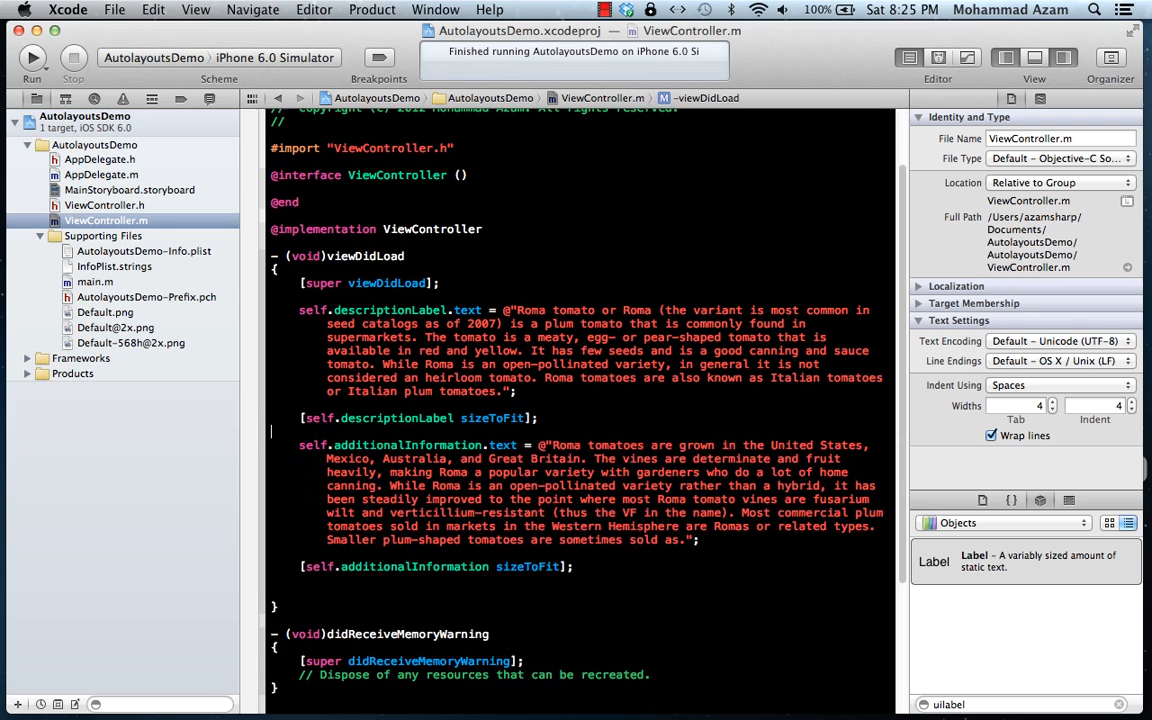 Xcode File Edit View Navigate Editor Product Window Help 100% Sat 8:25 PM Mohammad Azam
AutolayoutsDemo.xcodeproj — ViewController.m
AutolayoutsDemo iPhone 6.0 Simulator
Finished running AutolayoutsDemo on iPhone 6.0 Si
Run Stop Scheme Breakpoints Editor View Organizer
AutolayoutsDemo AutolayoutsDemo ViewController.m -viewDidLoad
AutolayoutsDemo
1 target, iOS SDK 6.0
AutolayoutsDemo
AppDelegate.h
AppDelegate.m
MainStoryboard.storyboard
ViewController.h
ViewController.m
Supporting Files
AutolayoutsDemo-Info.plist
InfoPlist.strings
main.m
AutolayoutsDemo-Prefix.pch
Default.png
Default@2x.png
Default-568h@2x.png
Frameworks
Products
// Copyright (c) 2012 Mohammad Azam. All rights reserved.
//
#import "ViewController.h"
@interface ViewController ()
@end
@implementation ViewController
- (void)viewDidLoad
{
[super viewDidLoad];
self.descriptionLabel.text = @"Roma tomato or Roma (the variant is most common in
seed catalogs as of 2007) is a plum tomato that is commonly found in
supermarkets. The tomato is a meaty, egg- or pear-shaped tomato that is
available in red and yellow. It has few seeds and is a good canning and sauce
tomato. While Roma is an open-pollinated variety, in general it is not
considered an heirloom tomato. Roma tomatoes are also known as Italian tomatoes
or Italian plum tomatoes.";
[self.descriptionLabel sizeToFit];
self.additionalInformation.text = @"Roma tomatoes are grown in the United States,
Mexico, Australia, and Great Britain. The vines are determinate and fruit
heavily, making Roma a popular variety with gardeners who do a lot of home
canning. While Roma is an open-pollinated variety rather than a hybrid, it has
been steadily improved to the point where most Roma tomato vines are fusarium
wilt and verticillium-resistant (thus the VF in the name). Most commercial plum
tomatoes sold in markets in the Western Hemisphere are Romas or related types.
Smaller plum-shaped tomatoes are sometimes sold as.";
[self.additionalInformation sizeToFit];
}
- (void)didReceiveMemoryWarning
{
[super didReceiveMemoryWarning];
// Dispose of any resources that can be recreated.
}
Identity and Type
File Name ViewController.m
File Type Default - Objective-C So...
Location Relative to Group
ViewController.m
Full Path /Users/azamsharp/
Documents/
AutolayoutsDemo/
AutolayoutsDemo/
ViewController.m
Localization
Target Membership
Text Settings
Text Encoding Default - Unicode (UTF-8)
Line Endings Default - OS X / Unix (LF)
Indent Using Spaces
Widths 4 4
Tab Indent
Wrap lines
{ }
Objects
Label Label - A variably sized amount of
static text.
uilabel